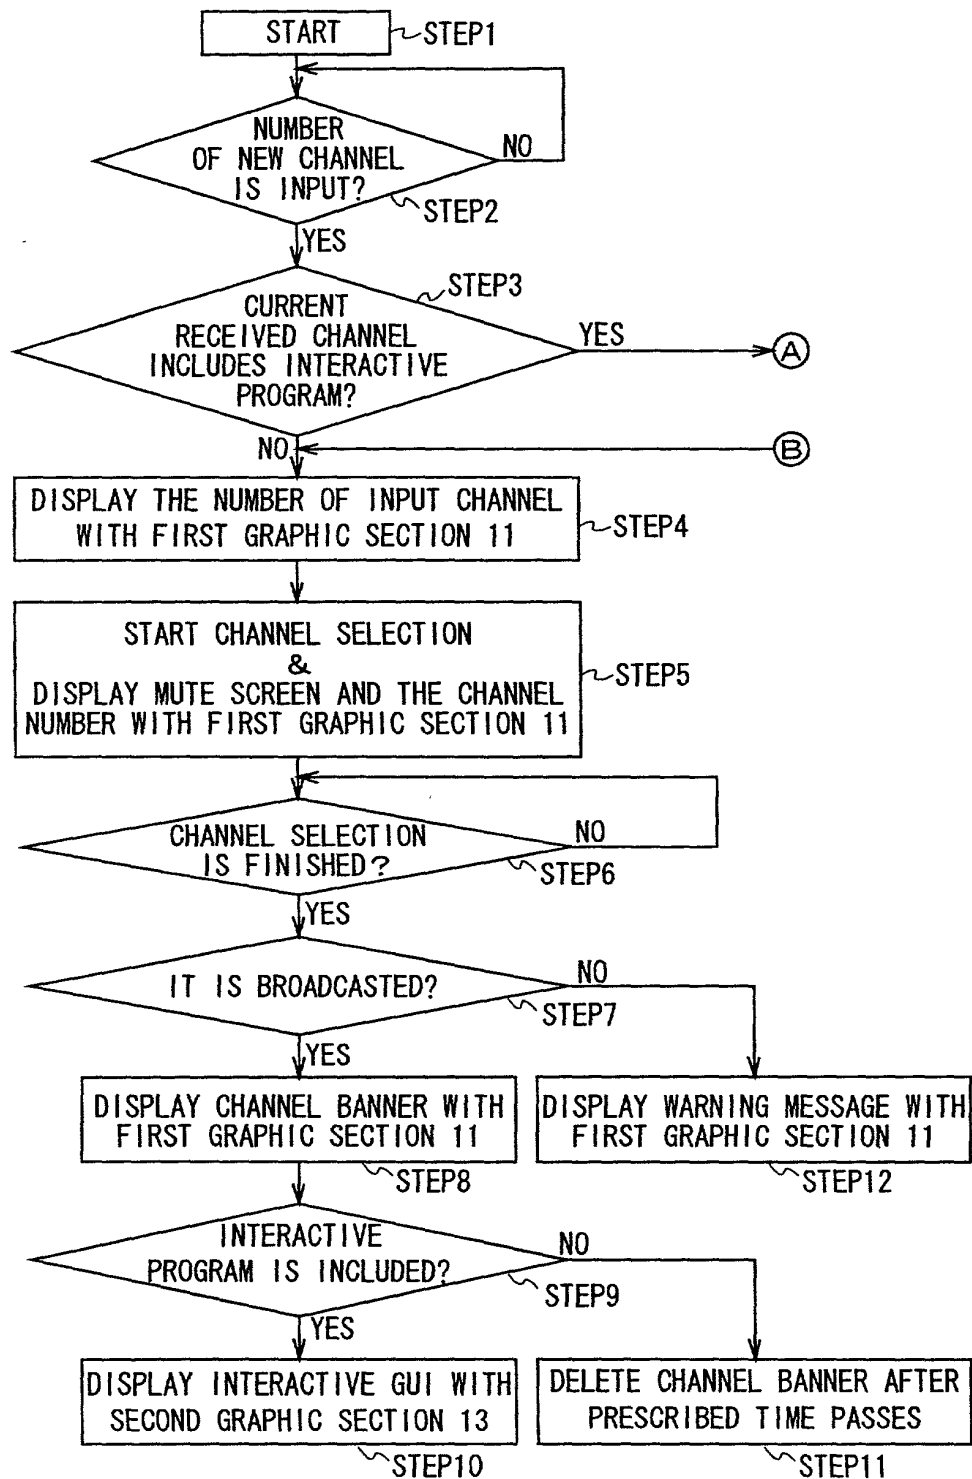 START
STEP1
NUMBER
OF NEW CHANNEL
IS INPUT?
NO
STEP2
YES
STEP3
CURRENT
RECEIVED CHANNEL
INCLUDES INTERACTIVE
PROGRAM?
YES
A
NO
B
DISPLAY THE NUMBER OF INPUT CHANNEL
WITH FIRST GRAPHIC SECTION 11
STEP4
START CHANNEL SELECTION
&
DISPLAY MUTE SCREEN AND THE CHANNEL
NUMBER WITH FIRST GRAPHIC SECTION 11
STEP5
CHANNEL SELECTION
IS FINISHED?
NO
STEP6
YES
IT IS BROADCASTED?
NO
STEP7
YES
DISPLAY CHANNEL BANNER WITH
FIRST GRAPHIC SECTION 11
STEP8
DISPLAY WARNING MESSAGE WITH
FIRST GRAPHIC SECTION 11
STEP12
INTERACTIVE
PROGRAM IS INCLUDED?
NO
STEP9
YES
DISPLAY INTERACTIVE GUI WITH
SECOND GRAPHIC SECTION 13
STEP10
DELETE CHANNEL BANNER AFTER
PRESCRIBED TIME PASSES
STEP11